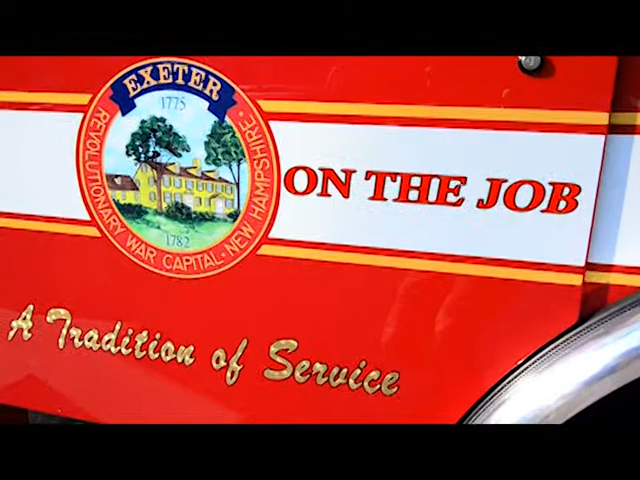 EXETER
1775
REVOLUTIONARY WAR CAPITAL · NEW HAMPSHIRE ·
1782
ON THE JOB
A Tradition of Service